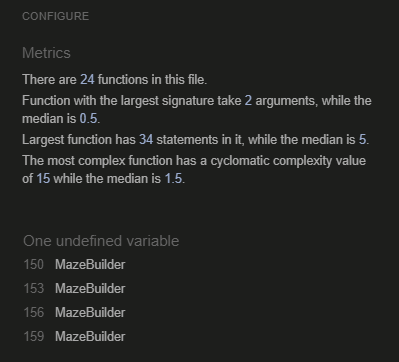 CONFIGURE
Metrics
There are 24 functions in this file.
Function with the largest signature take 2 arguments, while the
median is 0.5.
Largest function has 34 statements in it, while the median is 5.
The most complex function has a cyclomatic complexity value
of 15 while the median is 1.5.
One undefined variable
150 MazeBuilder
153 MazeBuilder
156 MazeBuilder
159 MazeBuilder